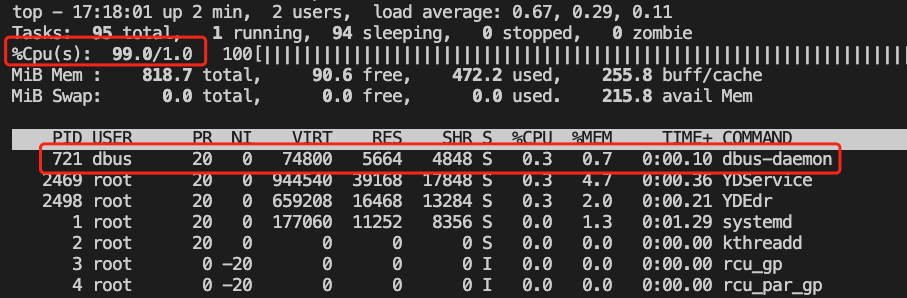 top - 17:18:01 up 2 min,  2 users,  load average: 0.67, 0.29, 0.11
Tasks:  95 total,   1 running,  94 sleeping,   0 stopped,   0 zombie
%Cpu(s):  99.0/1.0   100[||||||||||||||||||||||||||||||||||||||||||||||||||||||||||||||||
MiB Mem :    818.7 total,     90.6 free,    472.2 used,    255.8 buff/cache
MiB Swap:      0.0 total,      0.0 free,      0.0 used.    215.8 avail Mem
PID USER      PR  NI    VIRT    RES    SHR S  %CPU  %MEM     TIME+ COMMAND
721 dbus      20   0   74800   5664   4848 S   0.3   0.7   0:00.10 dbus-daemon
2469 root      20   0  944540  39168  17848 S   0.3   4.7   0:00.36 YDService
2498 root      20   0  659208  16468  13284 S   0.3   2.0   0:00.21 YDEdr
1 root      20   0  177060  11252   8356 S   0.0   1.3   0:01.29 systemd
2 root      20   0       0      0      0 S   0.0   0.0   0:00.00 kthreadd
3 root       0 -20       0      0      0 I   0.0   0.0   0:00.00 rcu_gp
4 root       0 -20       0      0      0 I   0.0   0.0   0:00.00 rcu_par_gp